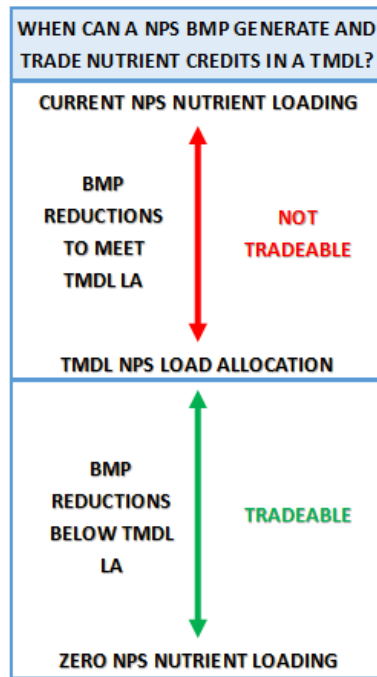 WHEN CAN A NPS BMP GENERATE AND
TRADE NUTRIENT CREDITS IN A TMDL?
CURRENT NPS NUTRIENT LOADING
BMP
REDUCTIONS
TO MEET
TMDL LA
NOT
TRADEABLE
TMDL NPS LOAD ALLOCATION
BMP
REDUCTIONS
BELOW TMDL
LA
TRADEABLE
ZERO NPS NUTRIENT LOADING